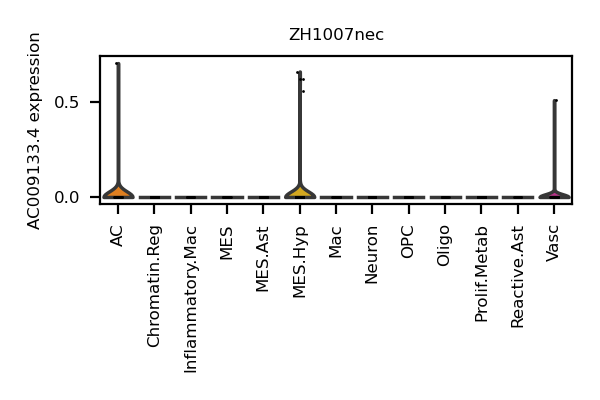 ZH1007nec
AC009133.4 expression
0.5
0.0
AC
Chromatin.Reg
Inflammatory.Mac
MES
MES.Ast
MES.Hyp
Mac
Neuron
OPC
Oligo
Prolif.Metab
Reactive.Ast
Vasc